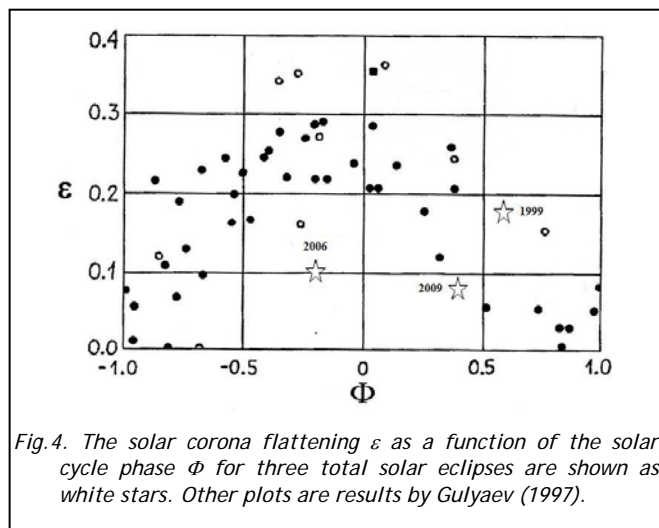 0.4
0.3
ε
0.2
1999
2006
0.1
2009
0.0
-1.0
-0.5
0
0.5
1.0
Φ
Fig.4. The solar corona flattening ε as a function of the solar
cycle phase Φ for three total solar eclipses are shown as
white stars. Other plots are results by Gulyaev (1997).